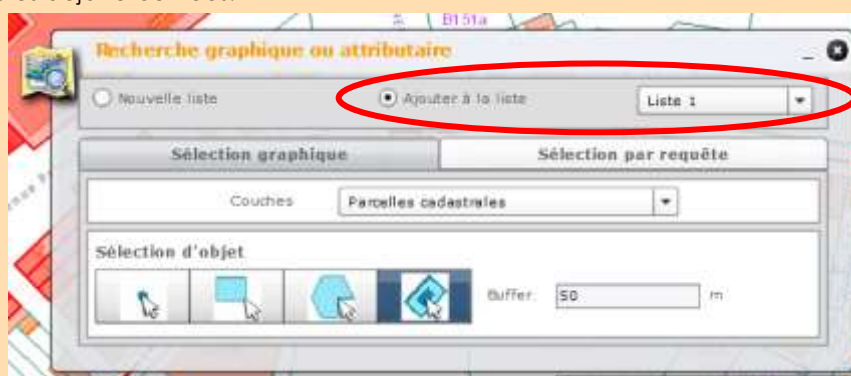 B151a
Recherche graphique ou attributaire
Nouvelle liste
Ajouter à la liste
Liste 1
Sélection graphique
Sélection par requête
Couches
Parcelles cadastrales
Sélection d'objet
Buffer:
50
m